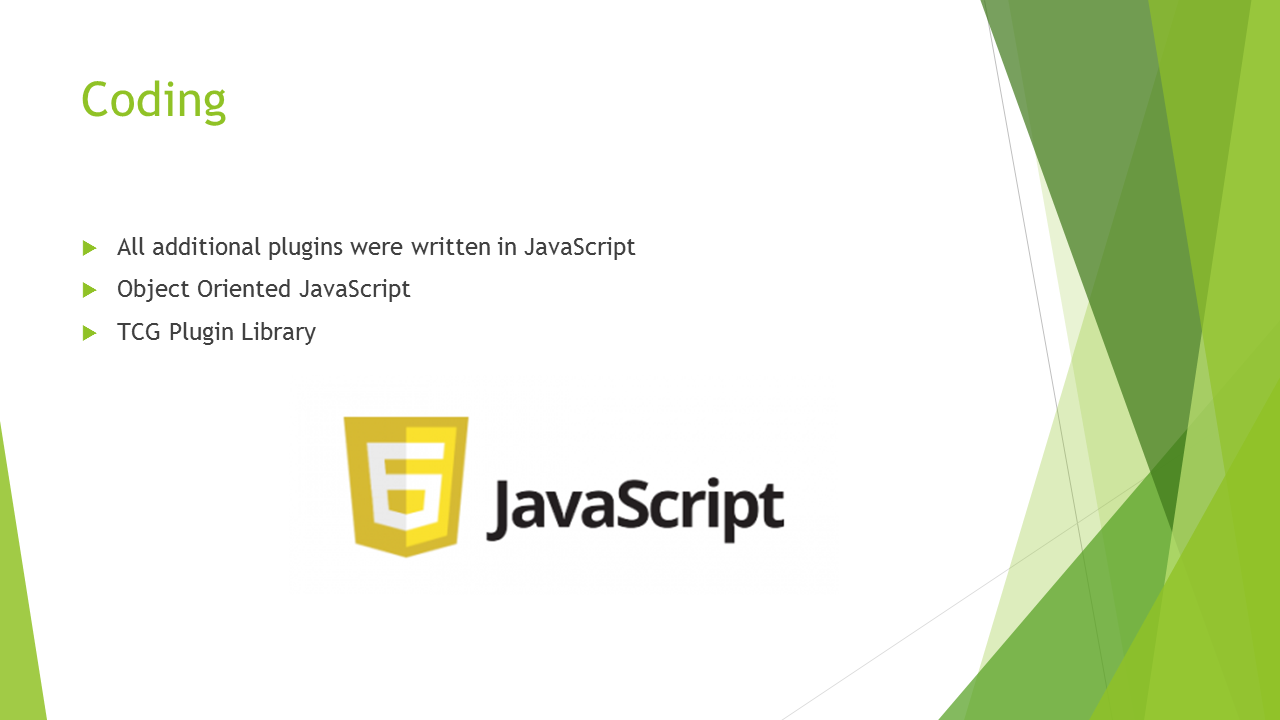 Coding
All additional plugins were written in JavaScript
Object Oriented JavaScript
TCG Plugin Library
6
JavaScript